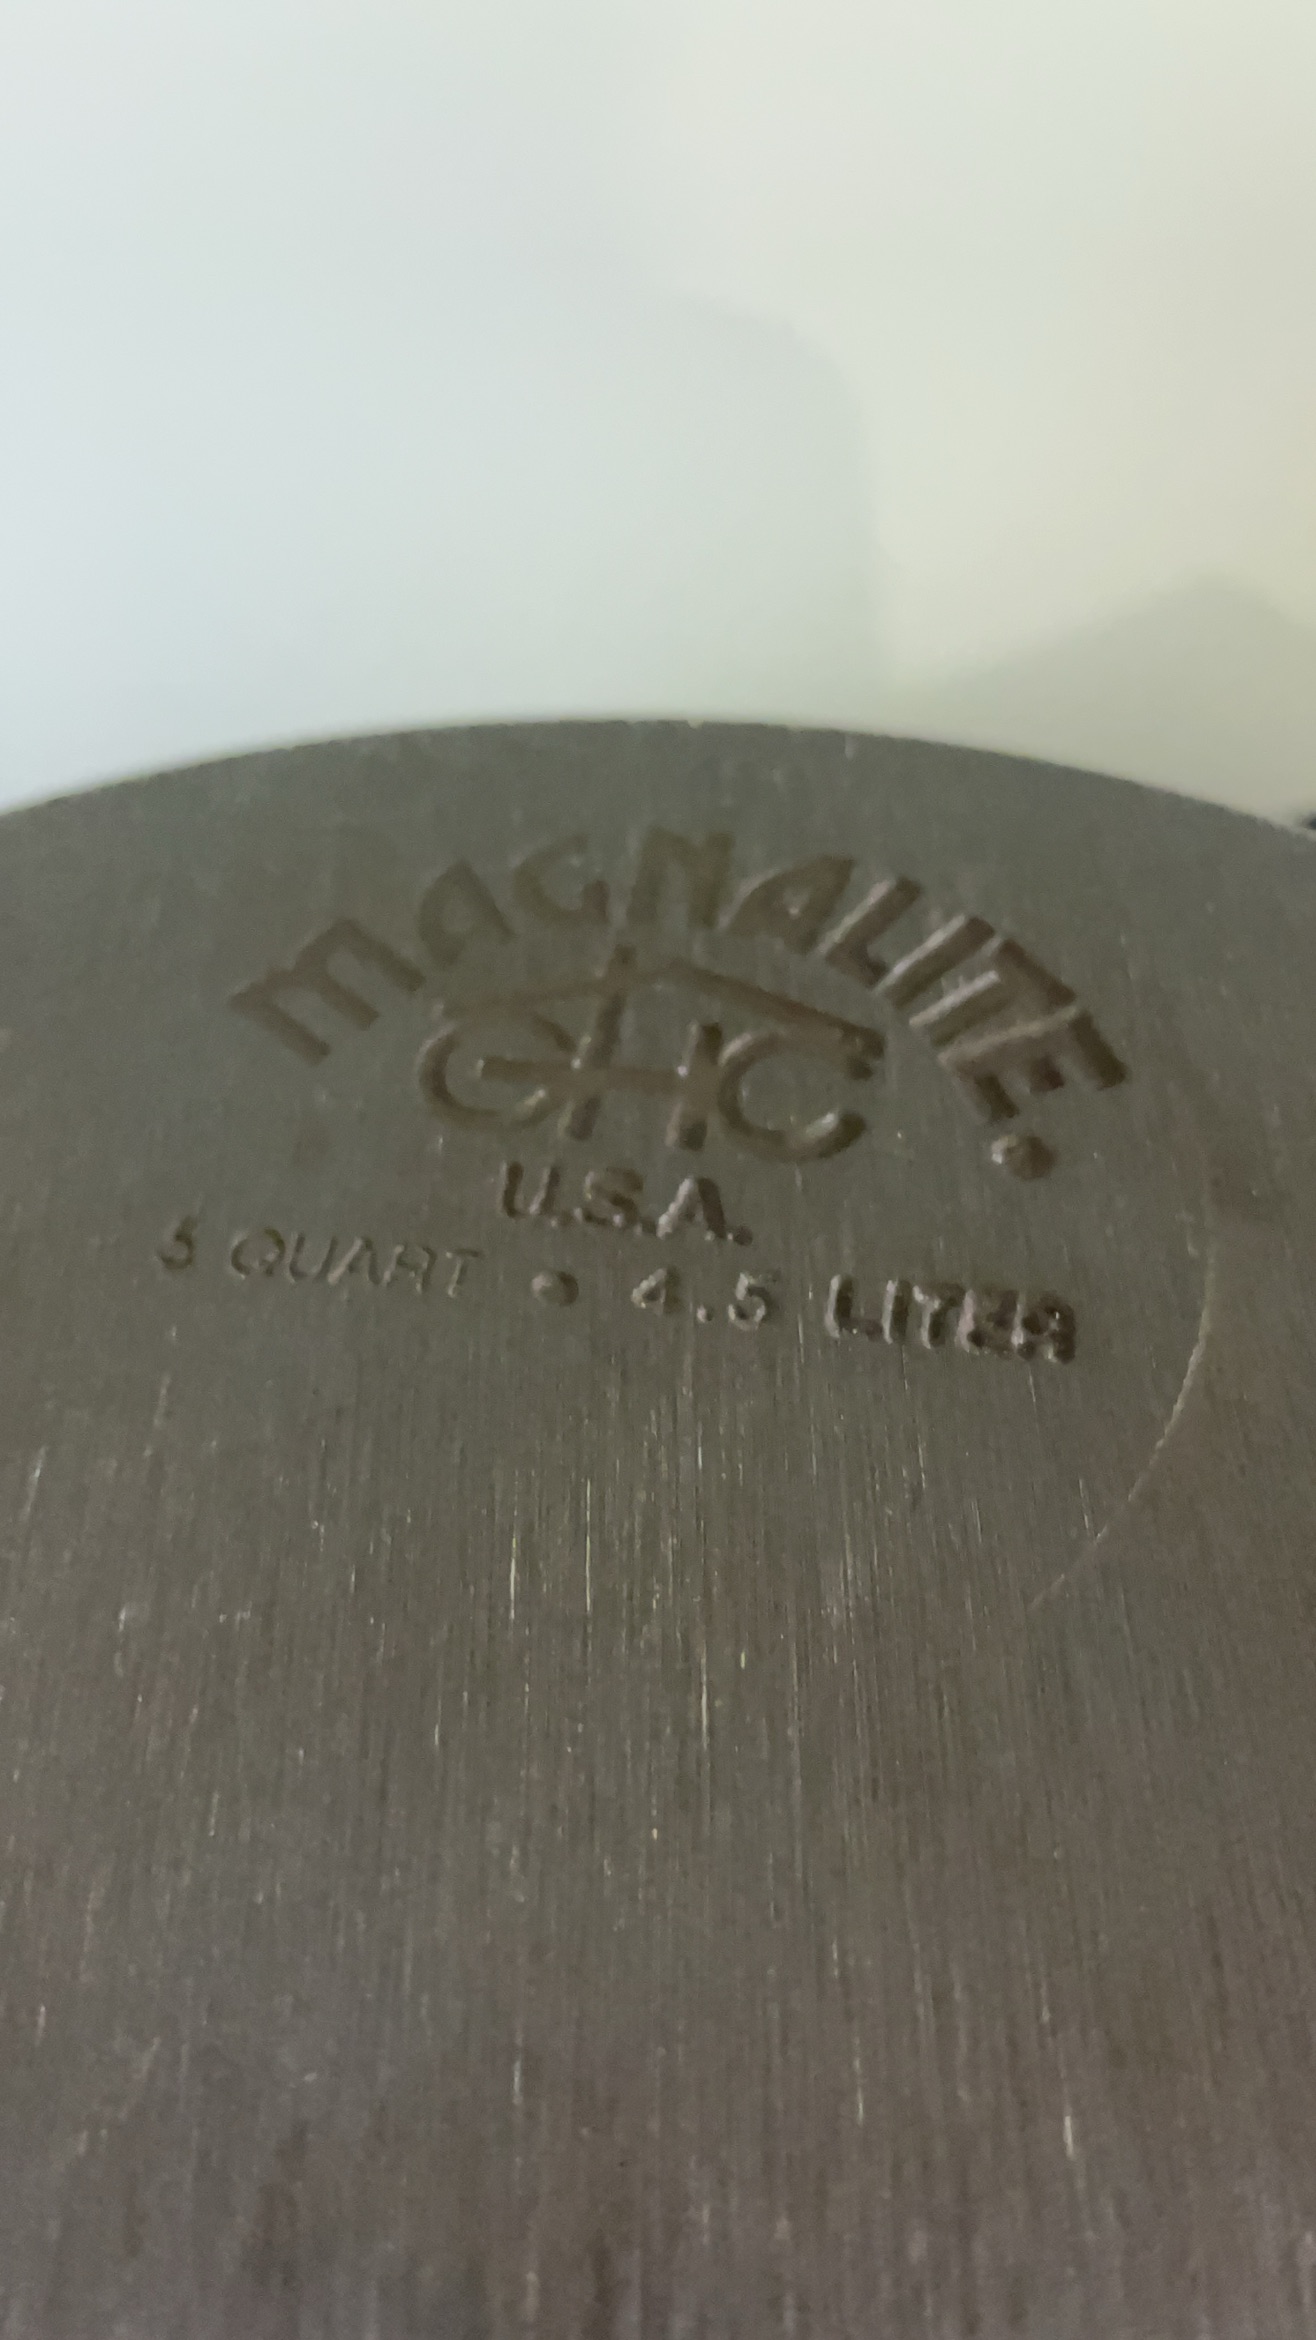 MAGNALITE
GHC
U.S.A.
5 QUART • 4.5 LITER